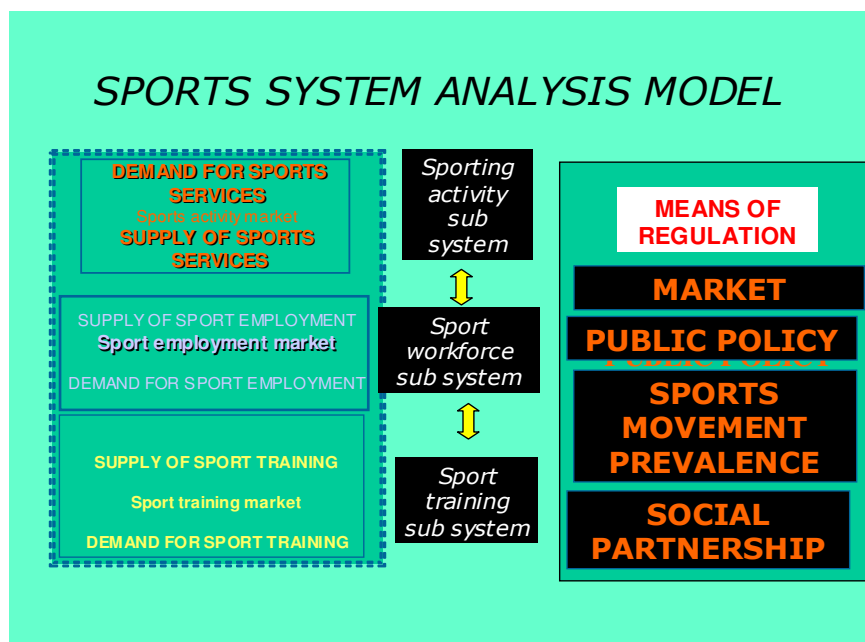 SPORTS SYSTEM ANALYSIS MODEL
DEMAND FOR SPORTS
SERVICES
Sports activity market
SUPPLY OF SPORTS
SERVICES
SUPPLY OF SPORT EMPLOYMENT
Sport employment market
DEMAND FOR SPORT EMPLOYMENT
SUPPLY OF SPORT TRAINING
Sport training market
DEMAND FOR SPORT TRAINING
Sporting
activity
sub
system
Sport
workforce
sub system
Sport
training
sub system
MEANS OF
REGULATION
MARKET
PUBLIC POLICY
SPORTS
MOVEMENT
PREVALENCE
SOCIAL
PARTNERSHIP